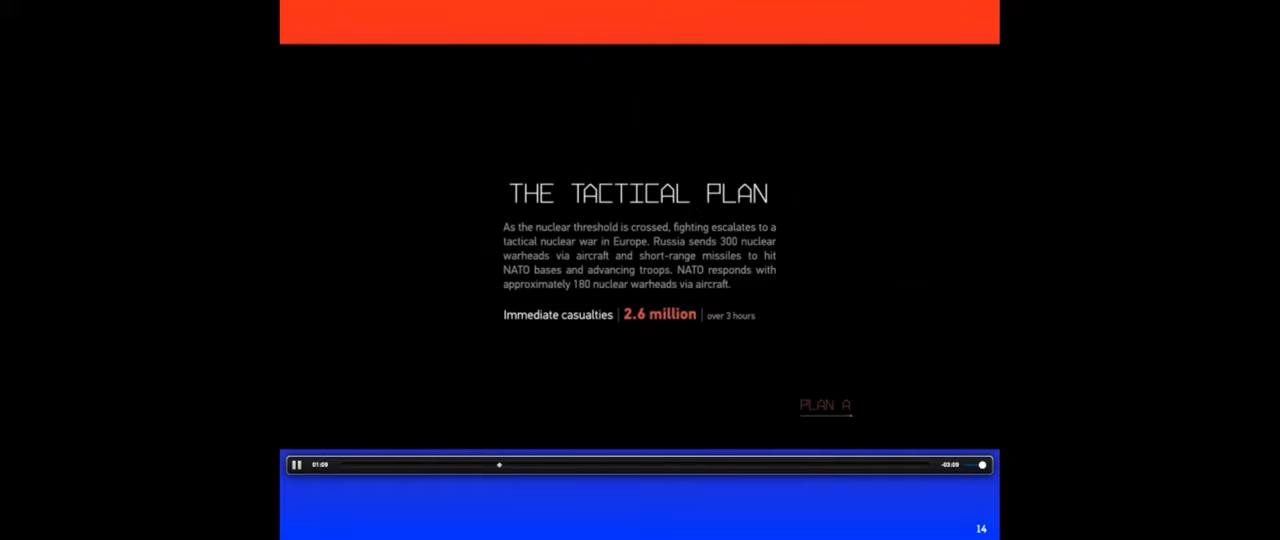 THE TACTICAL PLAN
As the nuclear threshold is crossed, fighting escalates to a
tactical nuclear war in Europe. Russia sends 300 nuclear
warheads via aircraft and short-range missiles to hit
NATO bases and advancing troops. NATO responds with
approximately 180 nuclear warheads via aircraft.
Immediate casualties | 2.6 million | over 3 hours
PLAN A
01:09 -03:09
14